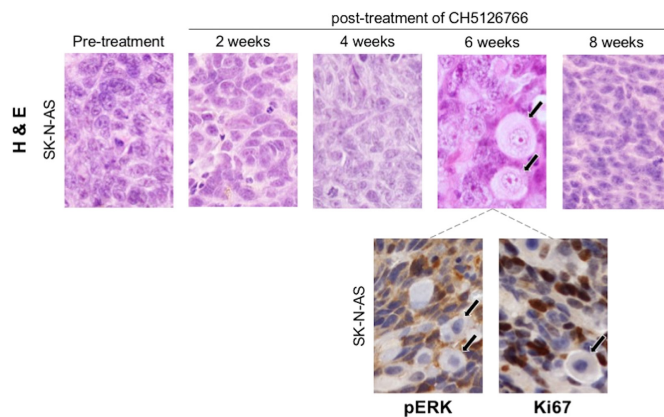 post-treatment of CH5126766
Pre-treatment
2 weeks
4 weeks
6 weeks
8 weeks
H & E
SK-N-AS
SK-N-AS
pERK
Ki67